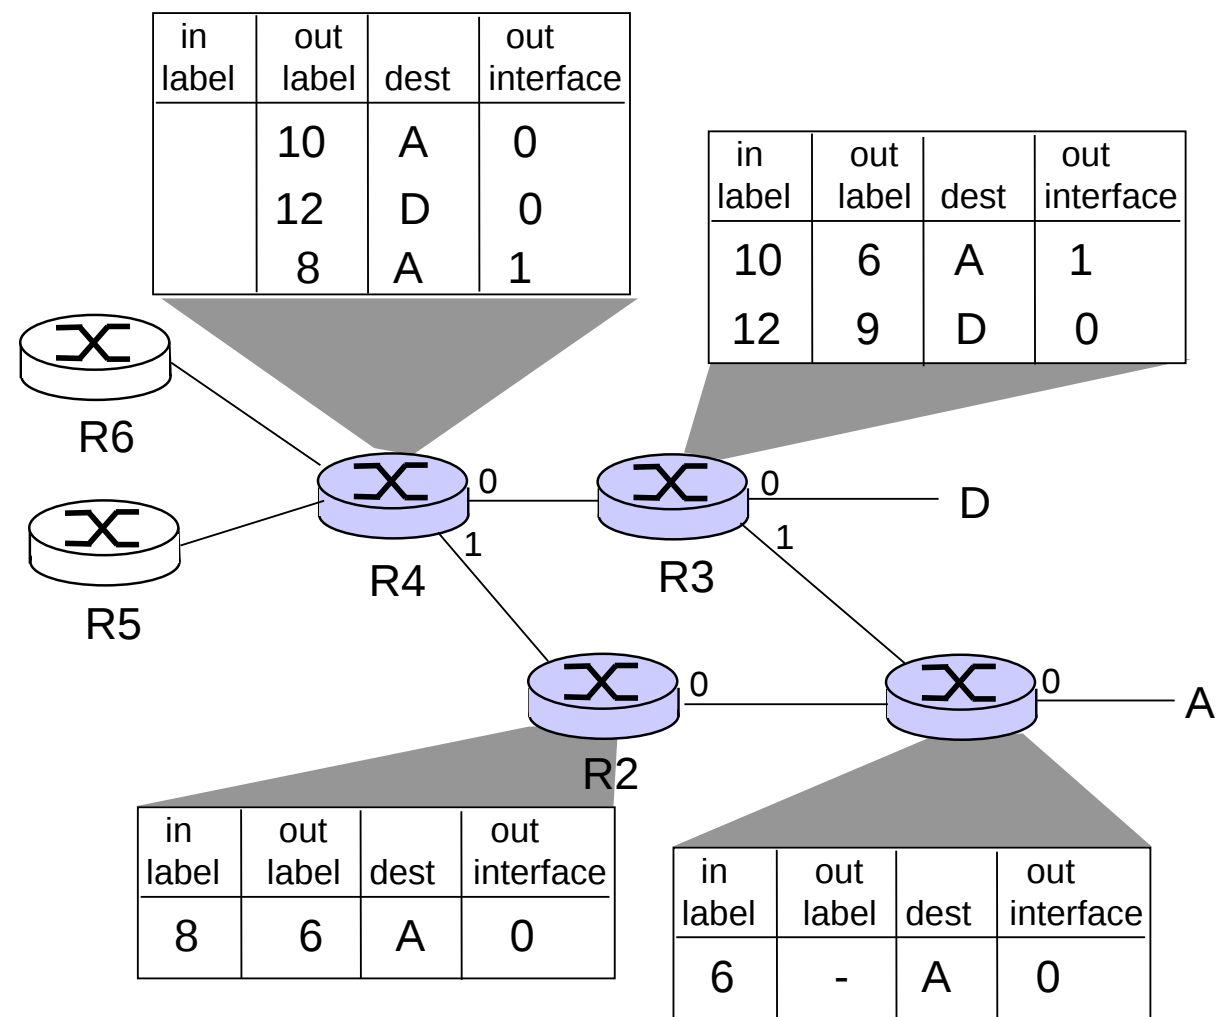 in out out
label label dest interface
10 A 0
12 D 0
8 A 1
in out out
label label dest interface
10 6 A 1
12 9 D 0
R6
R5
0
1
R4
0
1
R3
D
0
R2
0
A
in out out
label label dest interface
8 6 A 0
in out out
label label dest interface
6 - A 0